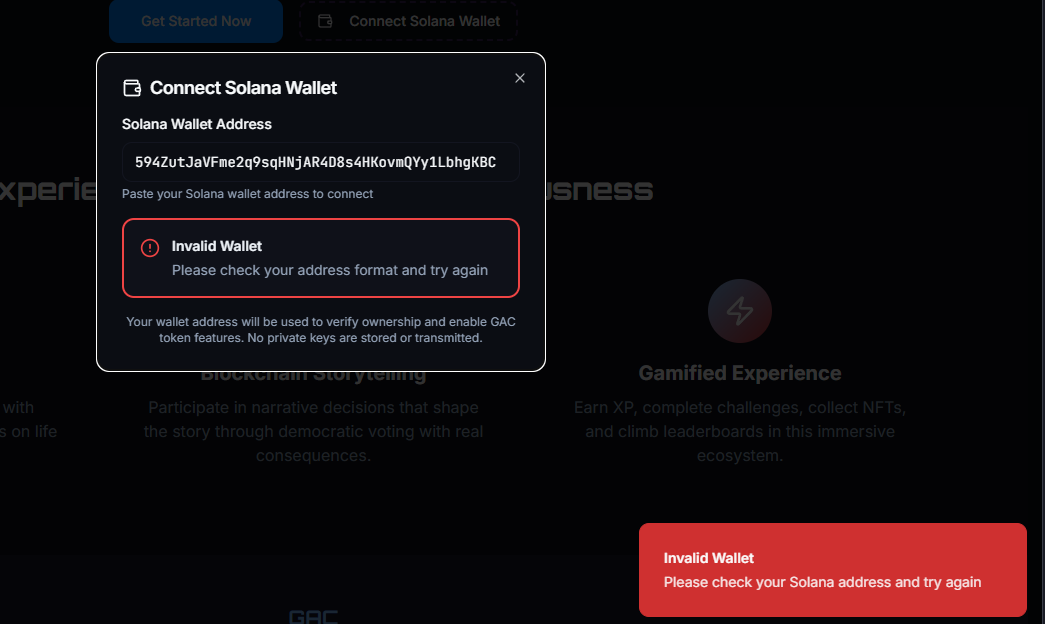 Get Started Now
Connect Solana Wallet
Connect Solana Wallet
Solana Wallet Address
594ZutJaVFme2q9sqHNjAR4D8s4HKovmQYy1LbhgKBC
Paste your Solana wallet address to connect
Invalid Wallet
Please check your address format and try again
Your wallet address will be used to verify ownership and enable GAC
token features. No private keys are stored or transmitted.
xperie
usness
Blockchain Storytelling
Gamified Experience
with
s on life
Participate in narrative decisions that shape
the story through democratic voting with real
consequences.
Earn XP, complete challenges, collect NFTs,
and climb leaderboards in this immersive
ecosystem.
Invalid Wallet
Please check your Solana address and try again
GAC